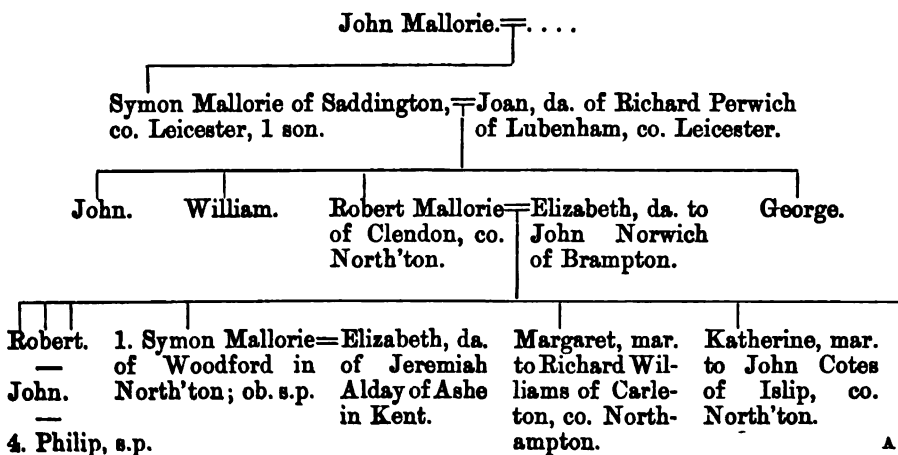 John Mallorie.=. . . .
Symon Mallorie of Saddington,=Joan, da. of Richard Perwich
co. Leicester, 1 son. of Lubenham, co. Leicester.
John. William. Robert Mallorie=Elizabeth, da. to George.
of Clendon, co. John Norwich
North'ton. of Brampton.
Robert. 1. Symon Mallorie=Elizabeth, da. Margaret, mar. Katherine, mar.
— of Woodford in of Jeremiah to Richard Wil- to John Cotes
John. North'ton; ob. s.p. Alday of Ashe liams of Carle- of Islip, co.
— in Kent. ton, co. North- North'ton.
4. Philip, s.p. ampton. A